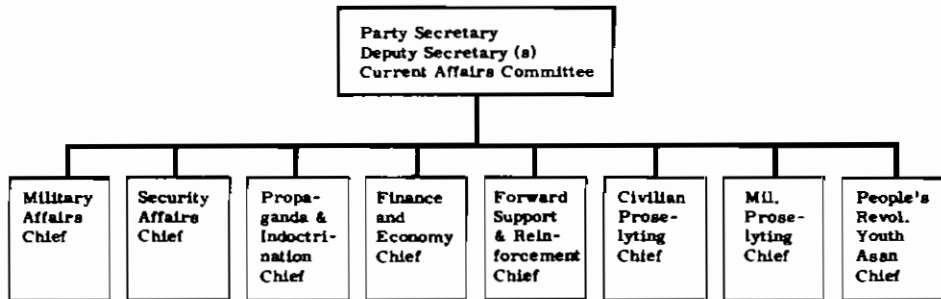 Party Secretary
Deputy Secretary (s)
Current Affairs Committee
Military
Affairs
Chief
Security
Affairs
Chief
Propa-
ganda &
Indoctri-
nation
Chief
Finance
and
Economy
Chief
Forward
Support
& Rein-
forcement
Chief
Civilian
Prose-
lyting
Chief
Mil.
Prose-
lyting
Chief
People's
Revol.
Youth
Assn
Chief